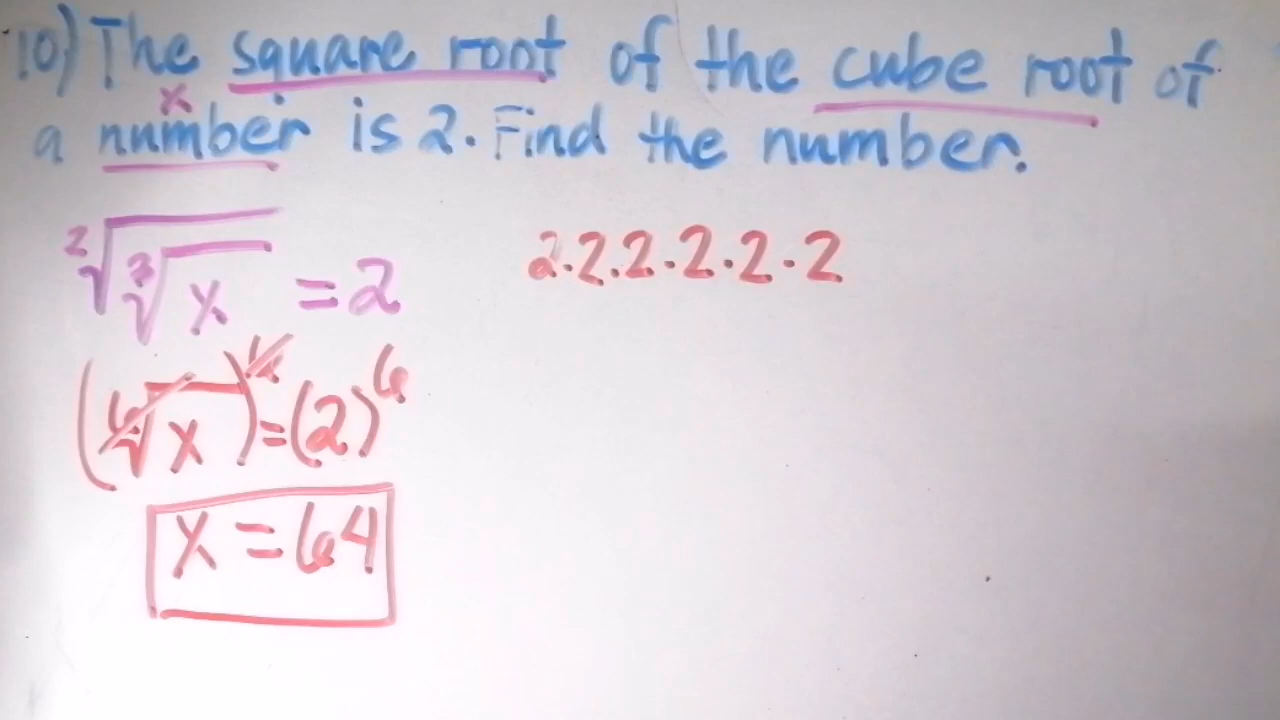 10) The square root of the cube root of
x
a number is 2. Find the number.
²√(³√x) = 2
2·2·2·2·2·2
(⁶√x)⁶ = (2)⁶
x = 64